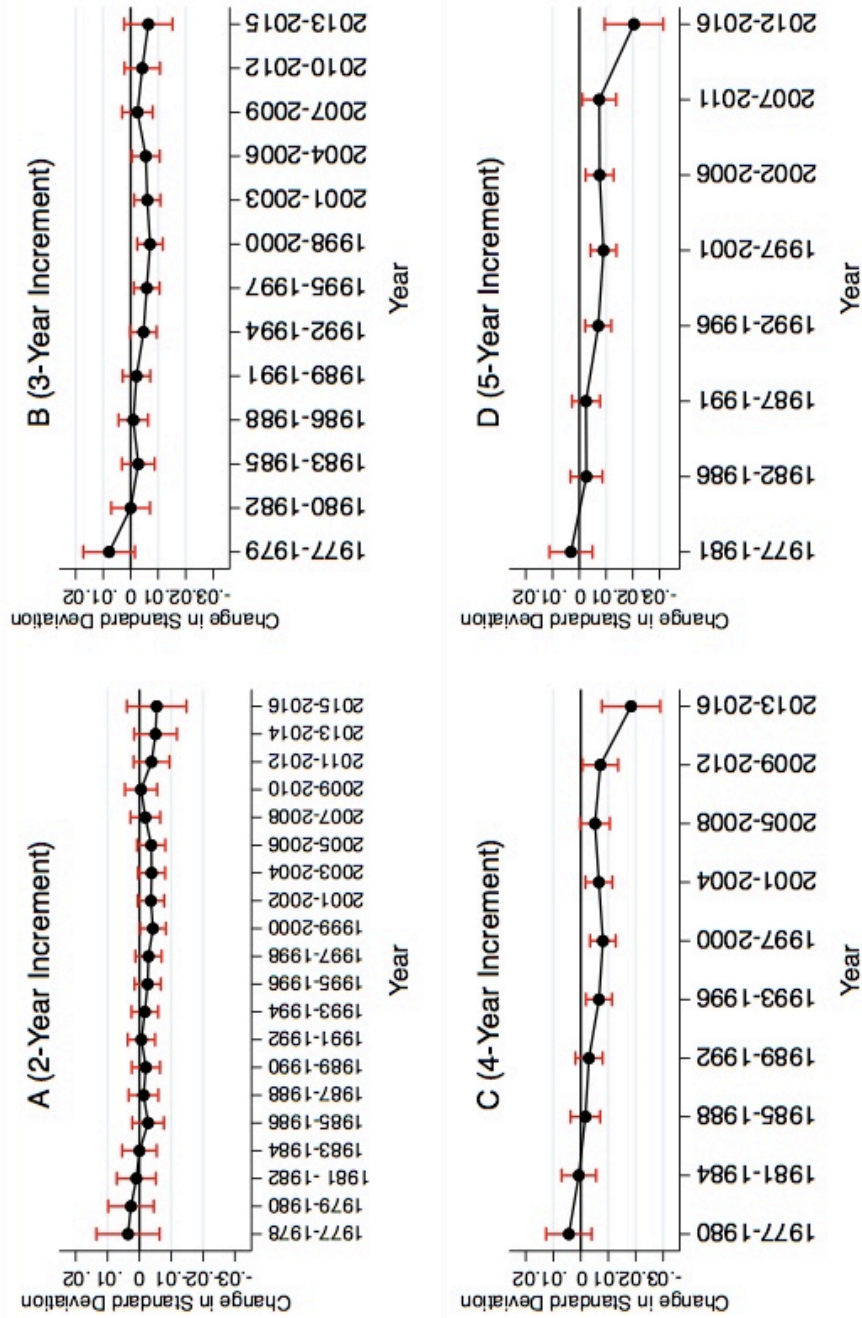 A (2-Year Increment)
Change in Standard Deviation
-.03-.02-.01 0 .01 .02
1977-1978
1979-1980
1981 - 1982
1983-1984
1985-1986
1987-1988
1989-1990
1991-1992
1993-1994
1995-1996
1997-1998
1999-2000
2001-2002
2003-2004
2005-2006
2007-2008
2009-2010
2011-2012
2013-2014
2015-2016
Year
B (3-Year Increment)
Change in Standard Deviation
-.03-.02-.01 0 .01 .02
1977-1979
1980-1982
1983-1985
1986-1988
1989-1991
1992-1994
1995-1997
1998-2000
2001-2003
2004-2006
2007-2009
2010-2012
2013-2015
Year
C (4-Year Increment)
Change in Standard Deviation
-.03-.02-.01 0 .01 .02
1977-1980
1981-1984
1985-1988
1989-1992
1993-1996
1997-2000
2001-2004
2005-2008
2009-2012
2013-2016
Year
D (5-Year Increment)
Change in Standard Deviation
-.03-.02-.01 0 .01 .02
1977-1981
1982-1986
1987-1991
1992-1996
1997-2001
2002-2006
2007-2011
2012-2016
Year